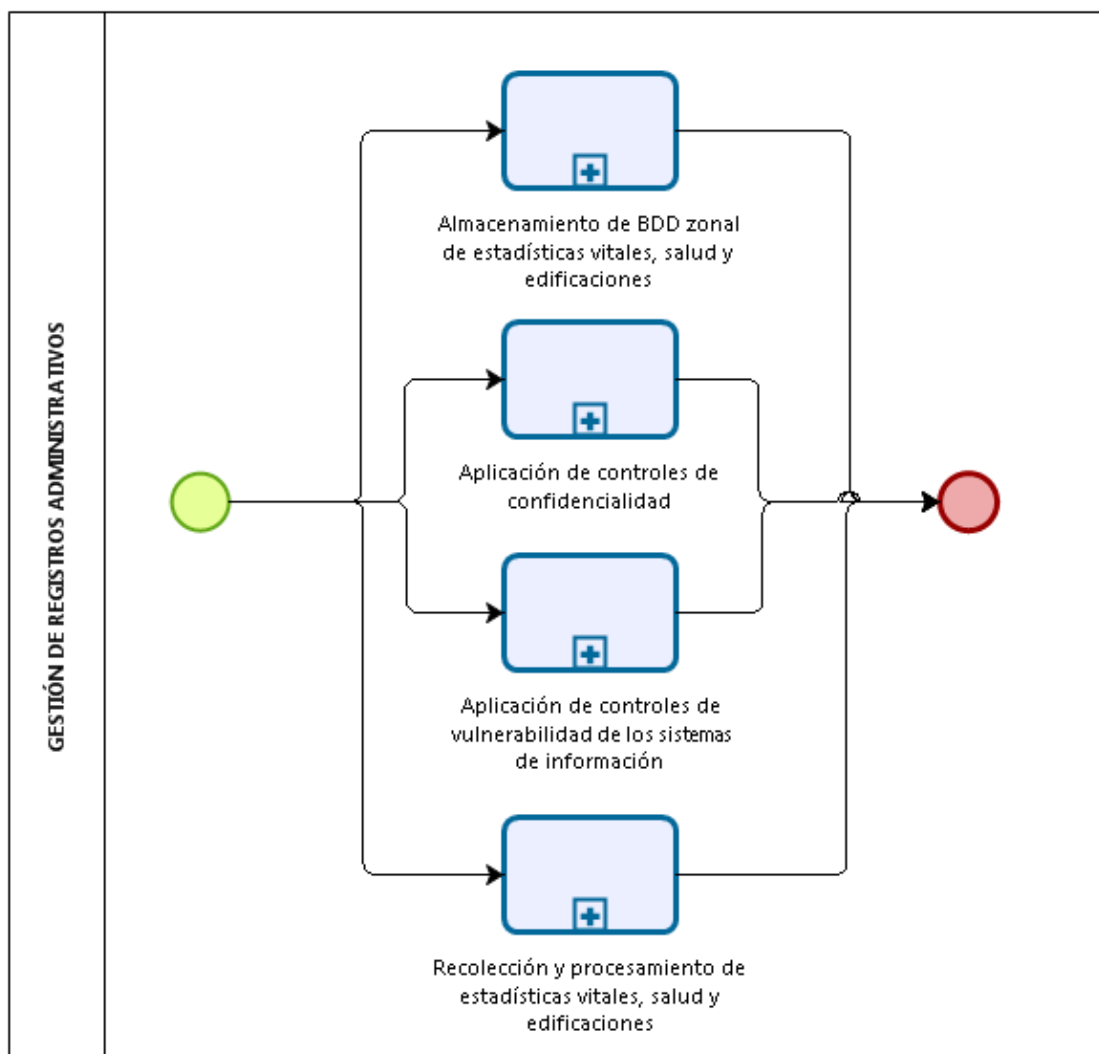 GESTIÓN DE REGISTROS ADMINISTRATIVOS
Almacenamiento de BDD zonal
de estadísticas vitales, salud y
edificaciones
Aplicación de controles de
confidencialidad
Aplicación de controles de
vulnerabilidad de los sistemas
de información
Recolección y procesamiento de
estadísticas vitales, salud y
edificaciones